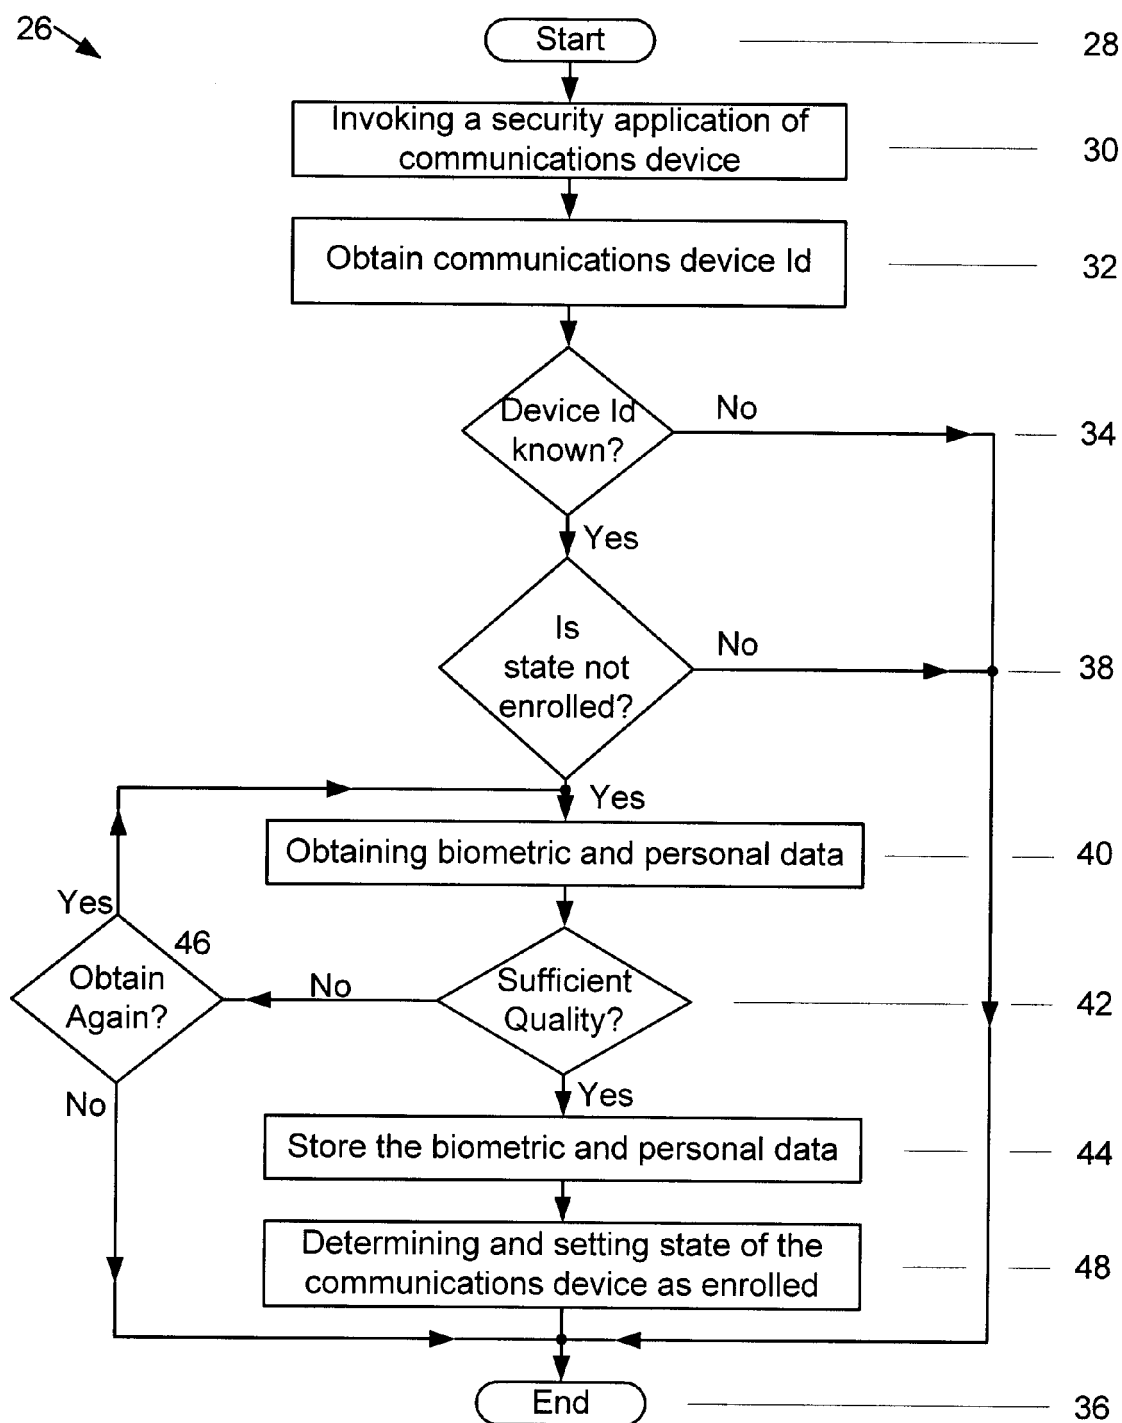 26
Start
28
Invoking a security application of
communications device
30
Obtain communications device Id
32
Device Id
known?
No
34
Yes
Is
state not
enrolled?
No
38
Yes
Obtaining biometric and personal data
40
Yes
46
Obtain
Again?
No
Sufficient
Quality?
42
No
Yes
Store the biometric and personal data
44
Determining and setting state of the
communications device as enrolled
48
End
36